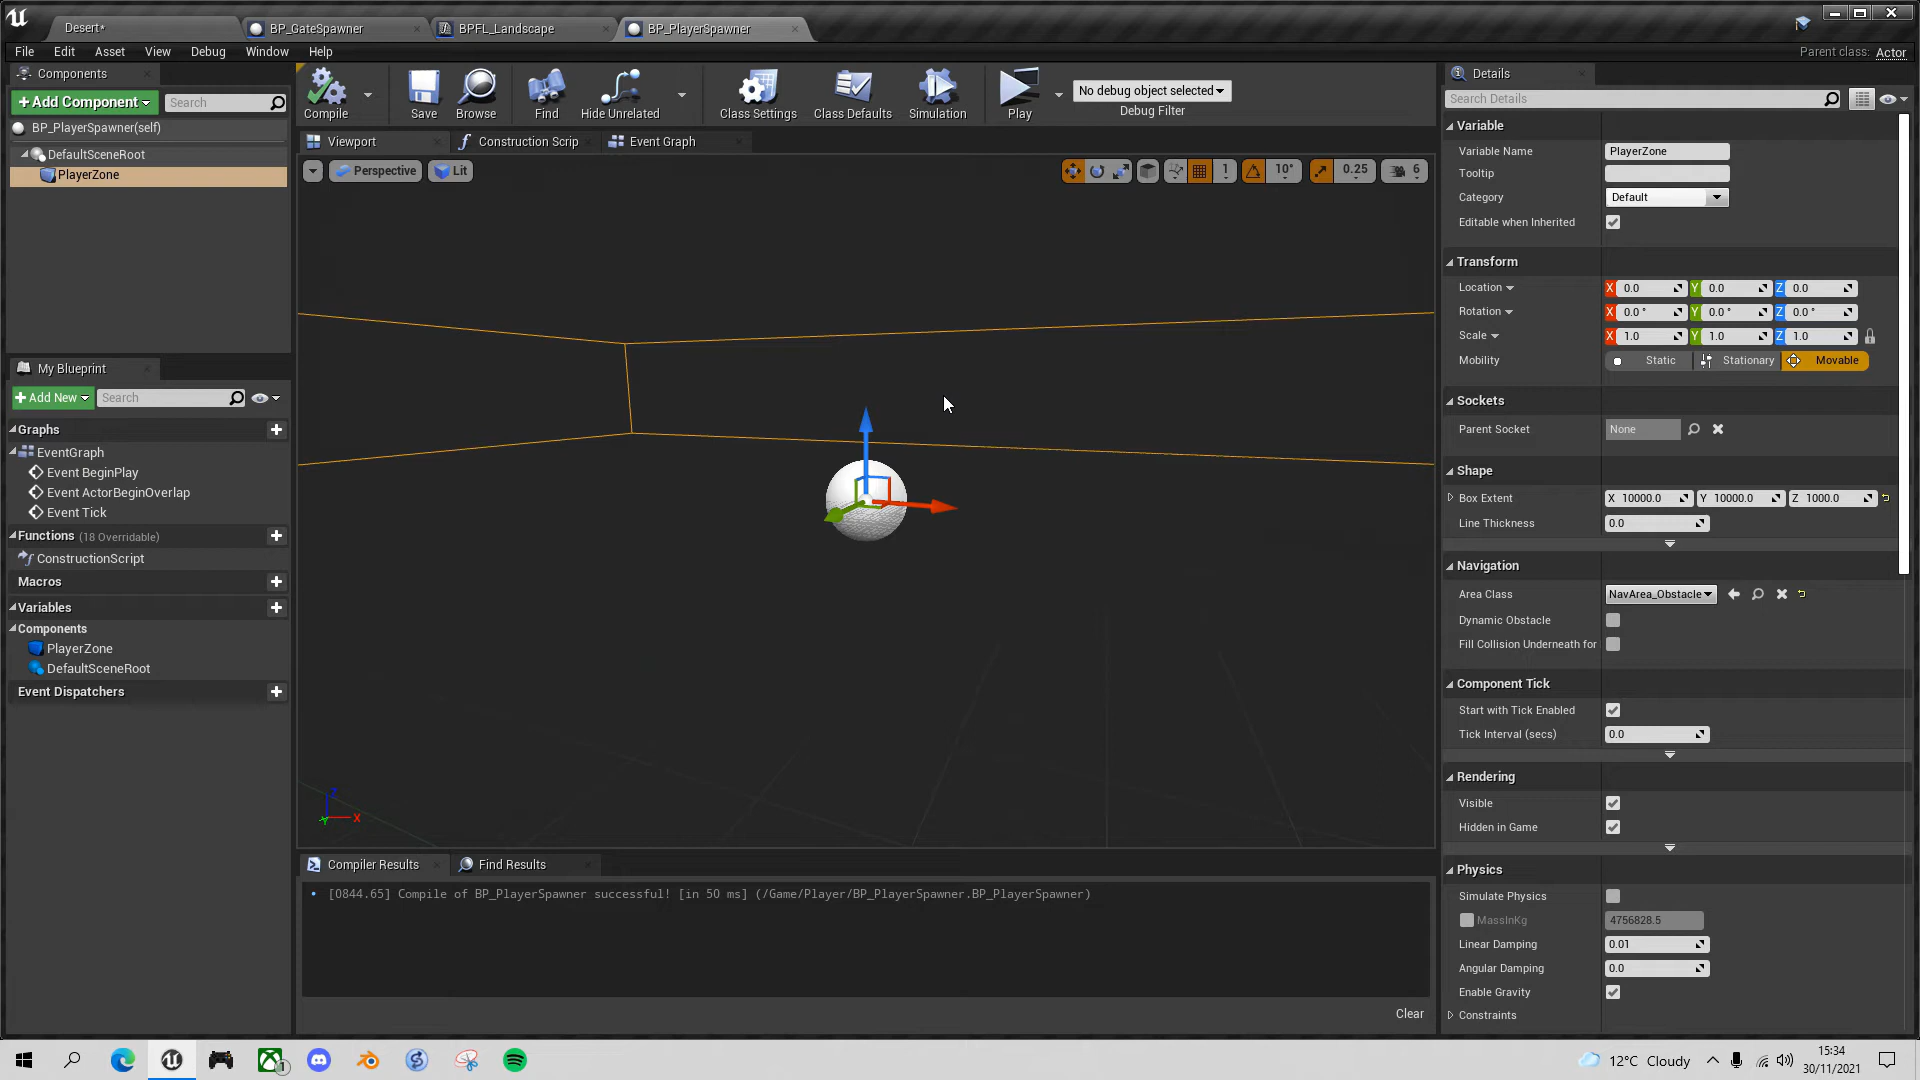 Desert*
BP_GateSpawner
BPFL_Landscape
BP_PlayerSpawner
File Edit Asset View Debug Window Help
Parent class: Actor
Components
+ Add Component
Search
BP_PlayerSpawner(self)
DefaultSceneRoot
PlayerZone
Compile
Save
Browse
Find
Hide Unrelated
Class Settings
Class Defaults
Simulation
Play
No debug object selected
Debug Filter
Viewport
Construction Scrip
Event Graph
Perspective
Lit
1
10°
0.25
6
My Blueprint
+ Add New
Search
Graphs
EventGraph
Event BeginPlay
Event ActorBeginOverlap
Event Tick
Functions (18 Overridable)
ConstructionScript
Macros
Variables
Components
PlayerZone
DefaultSceneRoot
Event Dispatchers
Z
X
Y
Compiler Results
Find Results
[0844.65] Compile of BP_PlayerSpawner successful! [in 50 ms] (/Game/Player/BP_PlayerSpawner.BP_PlayerSpawner)
Clear
Details
Search Details
Variable
Variable Name PlayerZone
Tooltip
Category Default
Editable when Inherited
Transform
Location X 0.0 Y 0.0 Z 0.0
Rotation X 0.0 ° Y 0.0 ° Z 0.0 °
Scale X 1.0 Y 1.0 Z 1.0
Mobility Static Stationary Movable
Sockets
Parent Socket None
Shape
Box Extent X 10000.0 Y 10000.0 Z 1000.0
Line Thickness 0.0
Navigation
Area Class NavArea_Obstacle
Dynamic Obstacle
Fill Collision Underneath for
Component Tick
Start with Tick Enabled
Tick Interval (secs) 0.0
Rendering
Visible
Hidden in Game
Physics
Simulate Physics
MassInKg 4756828.5
Linear Damping 0.01
Angular Damping 0.0
Enable Gravity
Constraints
1
12°C Cloudy
15:34
30/11/2021